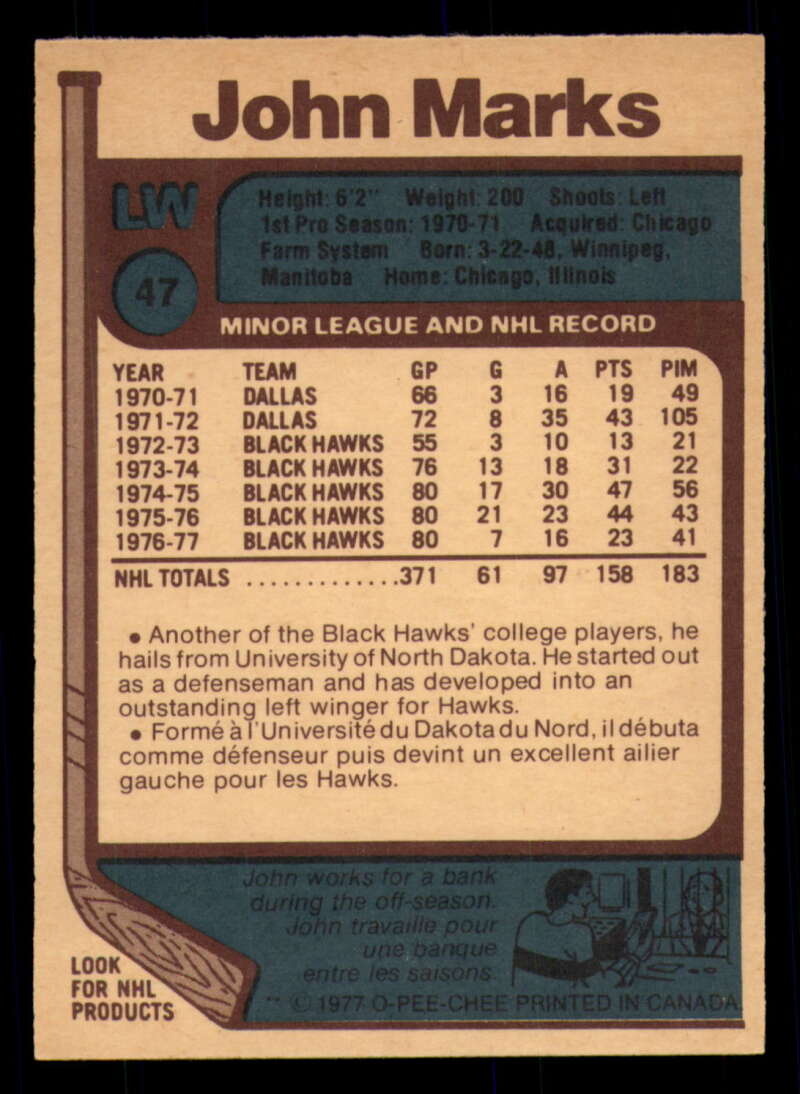 John Marks
LW
Height: 6'2" Weight: 200 Shoots: Left
1st Pro Season: 1970-71 Acquired: Chicago
Farm System Born: 3-22-48, Winnipeg,
Manitoba Home: Chicago, Illinois
47
MINOR LEAGUE AND NHL RECORD
YEAR TEAM GP G A PTS PIM
1970-71 DALLAS 66 3 16 19 49
1971-72 DALLAS 72 8 35 43 105
1972-73 BLACK HAWKS 55 3 10 13 21
1973-74 BLACK HAWKS 76 13 18 31 22
1974-75 BLACK HAWKS 80 17 30 47 56
1975-76 BLACK HAWKS 80 21 23 44 43
1976-77 BLACK HAWKS 80 7 16 23 41
NHL TOTALS .............371 61 97 158 183
• Another of the Black Hawks' college players, he
hails from University of North Dakota. He started out
as a defenseman and has developed into an
outstanding left winger for Hawks.
• Formé à l'Université du Dakota du Nord, il débuta
comme défenseur puis devint un excellent ailier
gauche pour les Hawks.
John works for a bank
during the off-season.
John travaille pour
une banque
entre les saisons.
LOOK
FOR NHL
PRODUCTS
** © 1977 O-PEE-CHEE PRINTED IN CANADA